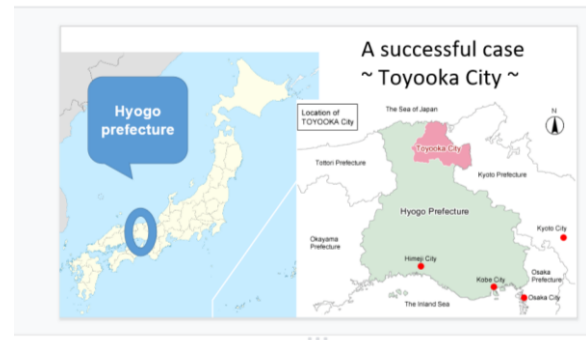 A successful case
~ Toyooka City ~
Hyogo
prefecture
Location of
TOYOOKA City
The Sea of Japan
N
Toyooka City
Tottori Prefecture
Kyoto Prefecture
Hyogo Prefecture
Okayama
Prefecture
Kyoto City
Himeji City
Kobe City
Osaka
Prefecture
Osaka City
The Inland Sea